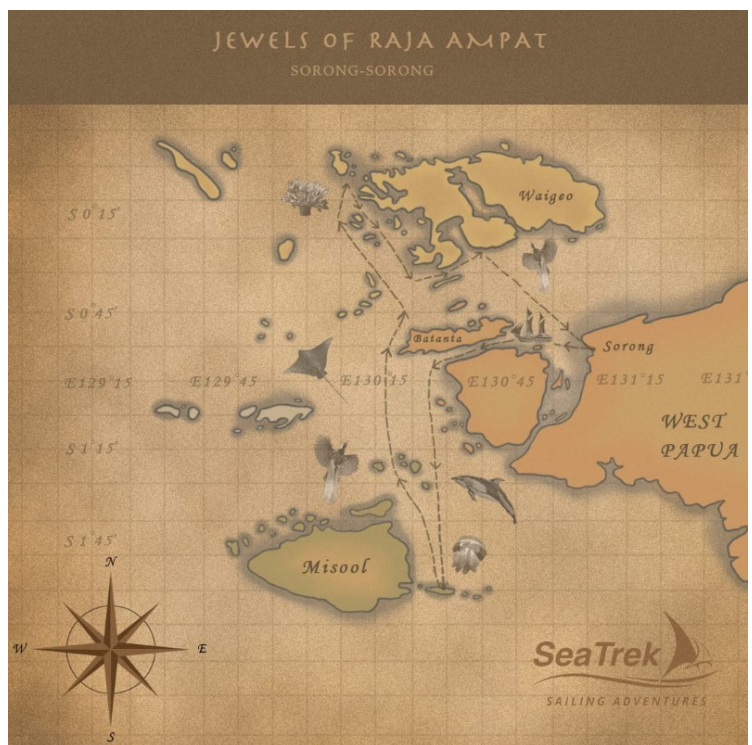 JEWELS OF RAJA AMPAT
SORONG-SORONG
Waigeo
S 0°15'
S 0°45'
Batanta
Sorong
E129°15'
E129°45'
E130°15
E130°45
E131°15
E131°
WEST
PAPUA
S 1°15'
S 1°45'
Misool
N
W
E
S
SeaTrek
SAILING ADVENTURES